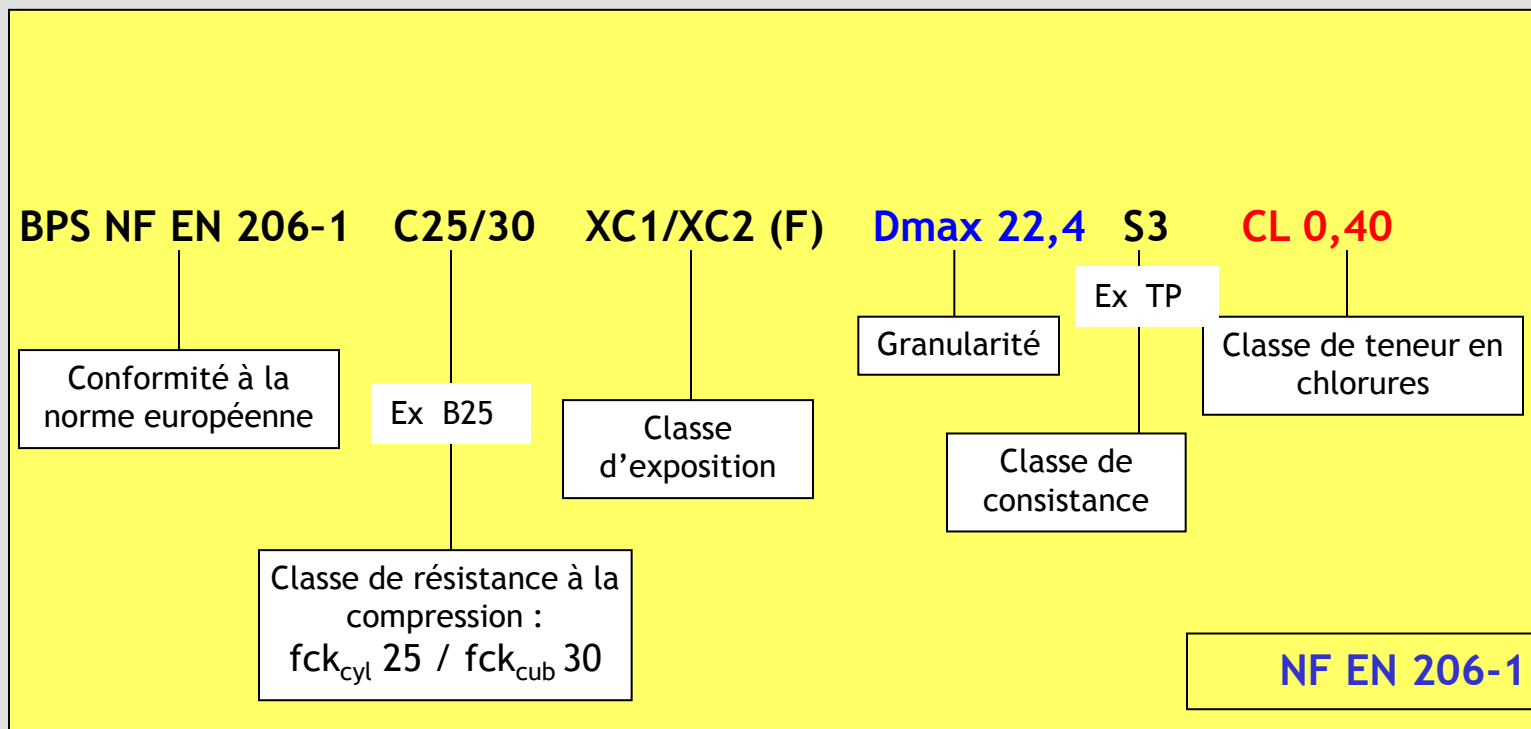 BPS NF EN 206-1 C25/30 XC1/XC2 (F) Dmax 22,4 S3 CL 0,40
Conformité à la
norme européenne
Ex B25
Classe de résistance à la
compression :
fck_cyl 25 / fck_cub 30
Classe
d’exposition
Granularité
Ex TP
Classe de
consistance
Classe de teneur en
chlorures
NF EN 206-1